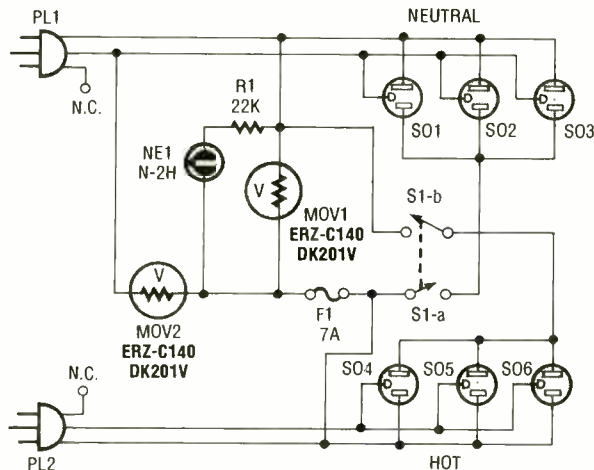 PL1
NEUTRAL
N.C.
R1
22K
SO1
SO2
SO3
NE1
N-2H
V
MOV1
ERZ-C140
DK201V
S1-b
V
MOV2
ERZ-C140
DK201V
F1
7A
S1-a
N.C.
SO4
SO5
SO6
PL2
HOT